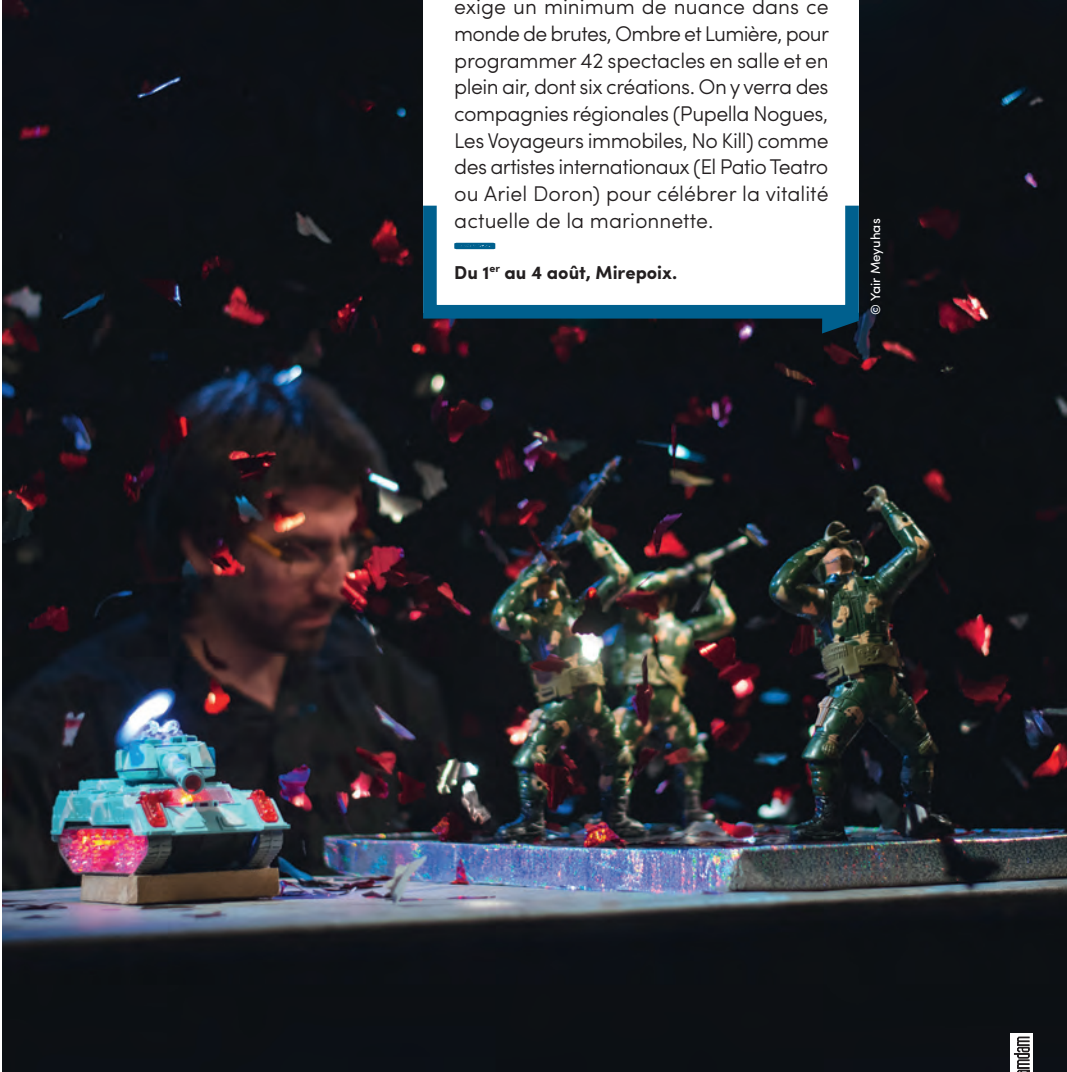 exige un minimum de nuance dans ce
monde de brutes, Ombre et Lumière, pour
programmer 42 spectacles en salle et en
plein air, dont six créations. On y verra des
compagnies régionales (Pupella Nogues,
Les Voyageurs immobiles, No Kill) comme
des artistes internationaux (El Patio Teatro
ou Ariel Doron) pour célébrer la vitalité
actuelle de la marionnette.
Du 1er au 4 août, Mirepoix.
© Yair Meyuhas
amdam